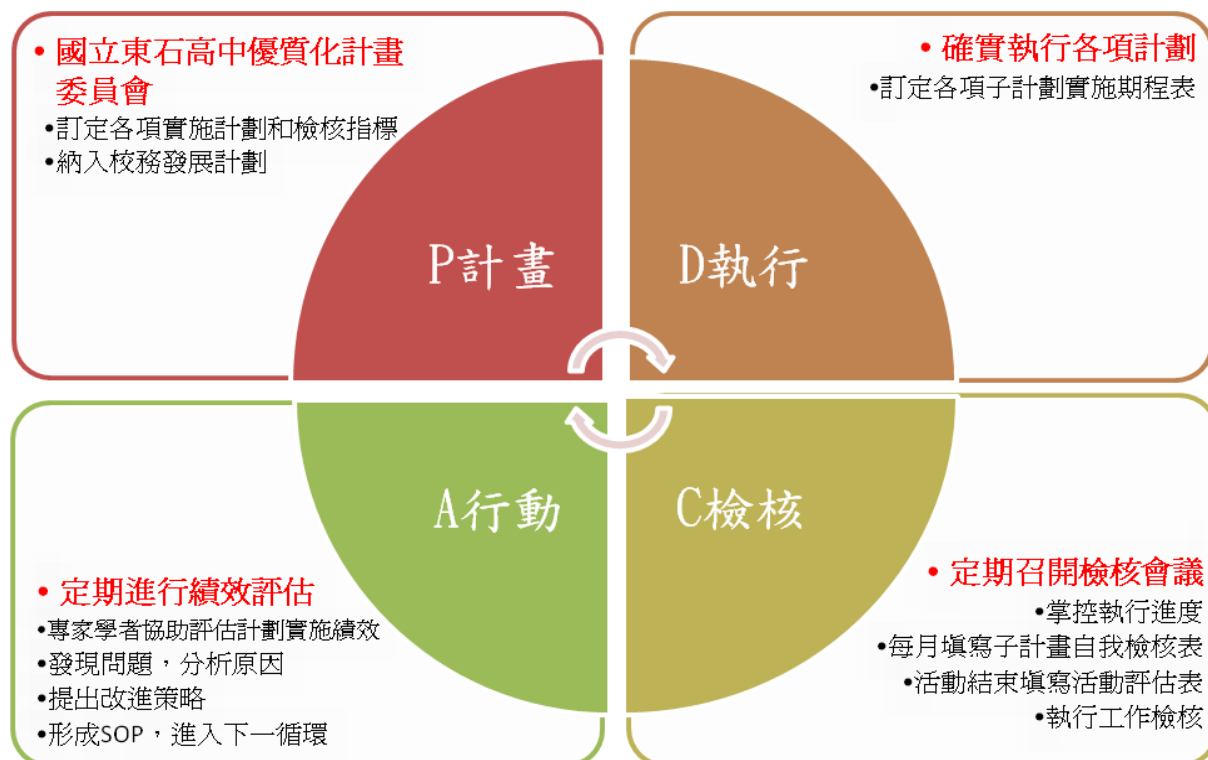 • 國立東石高中優質化計畫
委員會
•訂定各項實施計劃和檢核指標
•納入校務發展計劃
P計畫
• 確實執行各項計劃
•訂定各項子計劃實施期程表
D執行
A行動
• 定期進行績效評估
•專家學者協助評估計劃實施績效
•發現問題，分析原因
•提出改進策略
•形成SOP，進入下一循環
C檢核
• 定期召開檢核會議
•掌控執行進度
•每月填寫子計畫自我檢核表
•活動結束填寫活動評估表
•執行工作檢核